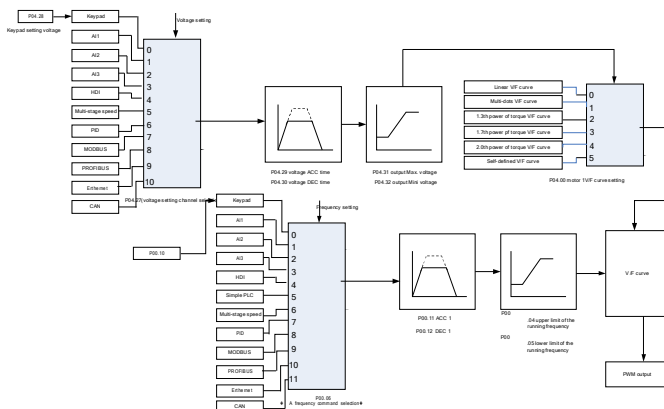 P04.28
Keypad
Voltage setting
Keypad setting voltage
AI1
AI2
AI3
HDI
Multi-stage speed
PID
MODBUS
PROFIBUS
Ethernet
CAN
0
1
2
3
4
5
6
7
8
9
10
P04.27(voltage setting channel sel
P04.29 voltage ACC time
P04.30 voltage DEC time
P04.31 output Max. voltage
P04.32 output Mini voltage
Linear V/F curve
Multi-dots V/F curve
1.3th power of torque V/F curve
1.7th power of torque V/F curve
2.0th power of torque V/F curve
Self-defined V/F curve
0
1
2
3
4
5
P04.00 motor 1V/F curve setting
Frequency setting
P00.10
Keypad
AI1
AI2
AI3
HDI
Simple PLC
Multi-stage speed
PID
MODBUS
PROFIBUS
Ethernet
CAN
0
1
2
3
4
5
6
7
8
9
10
11
P00.06
A frequency command selection
P00.11 ACC 1
P00.12 DEC 1
P00
.04 upper limit of the
running frequency
P00
.05 lower limit of the
running frequency
V/F curve
PWM output